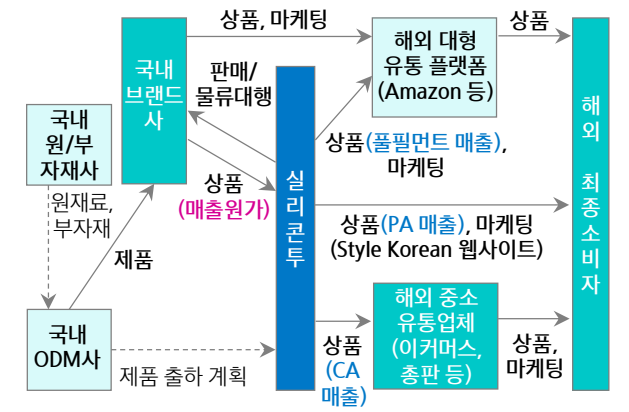 상품, 마케팅
상품
국내
브랜드
사
판매/
물류대행
해외 대형
유통 플랫폼
(Amazon 등)
국내
원/부
자재사
해외 최종소비자
상품(풀필먼트 매출),
마케팅
상품
(매출원가)
실리콘투
원재료,
부자재
상품(PA 매출), 마케팅
(Style Korean 웹사이트)
제품
해외 중소
유통업체
(이커머스,
총판 등)
국내
ODM사
상품
(CA
매출)
상품,
마케팅
제품 출하 계획